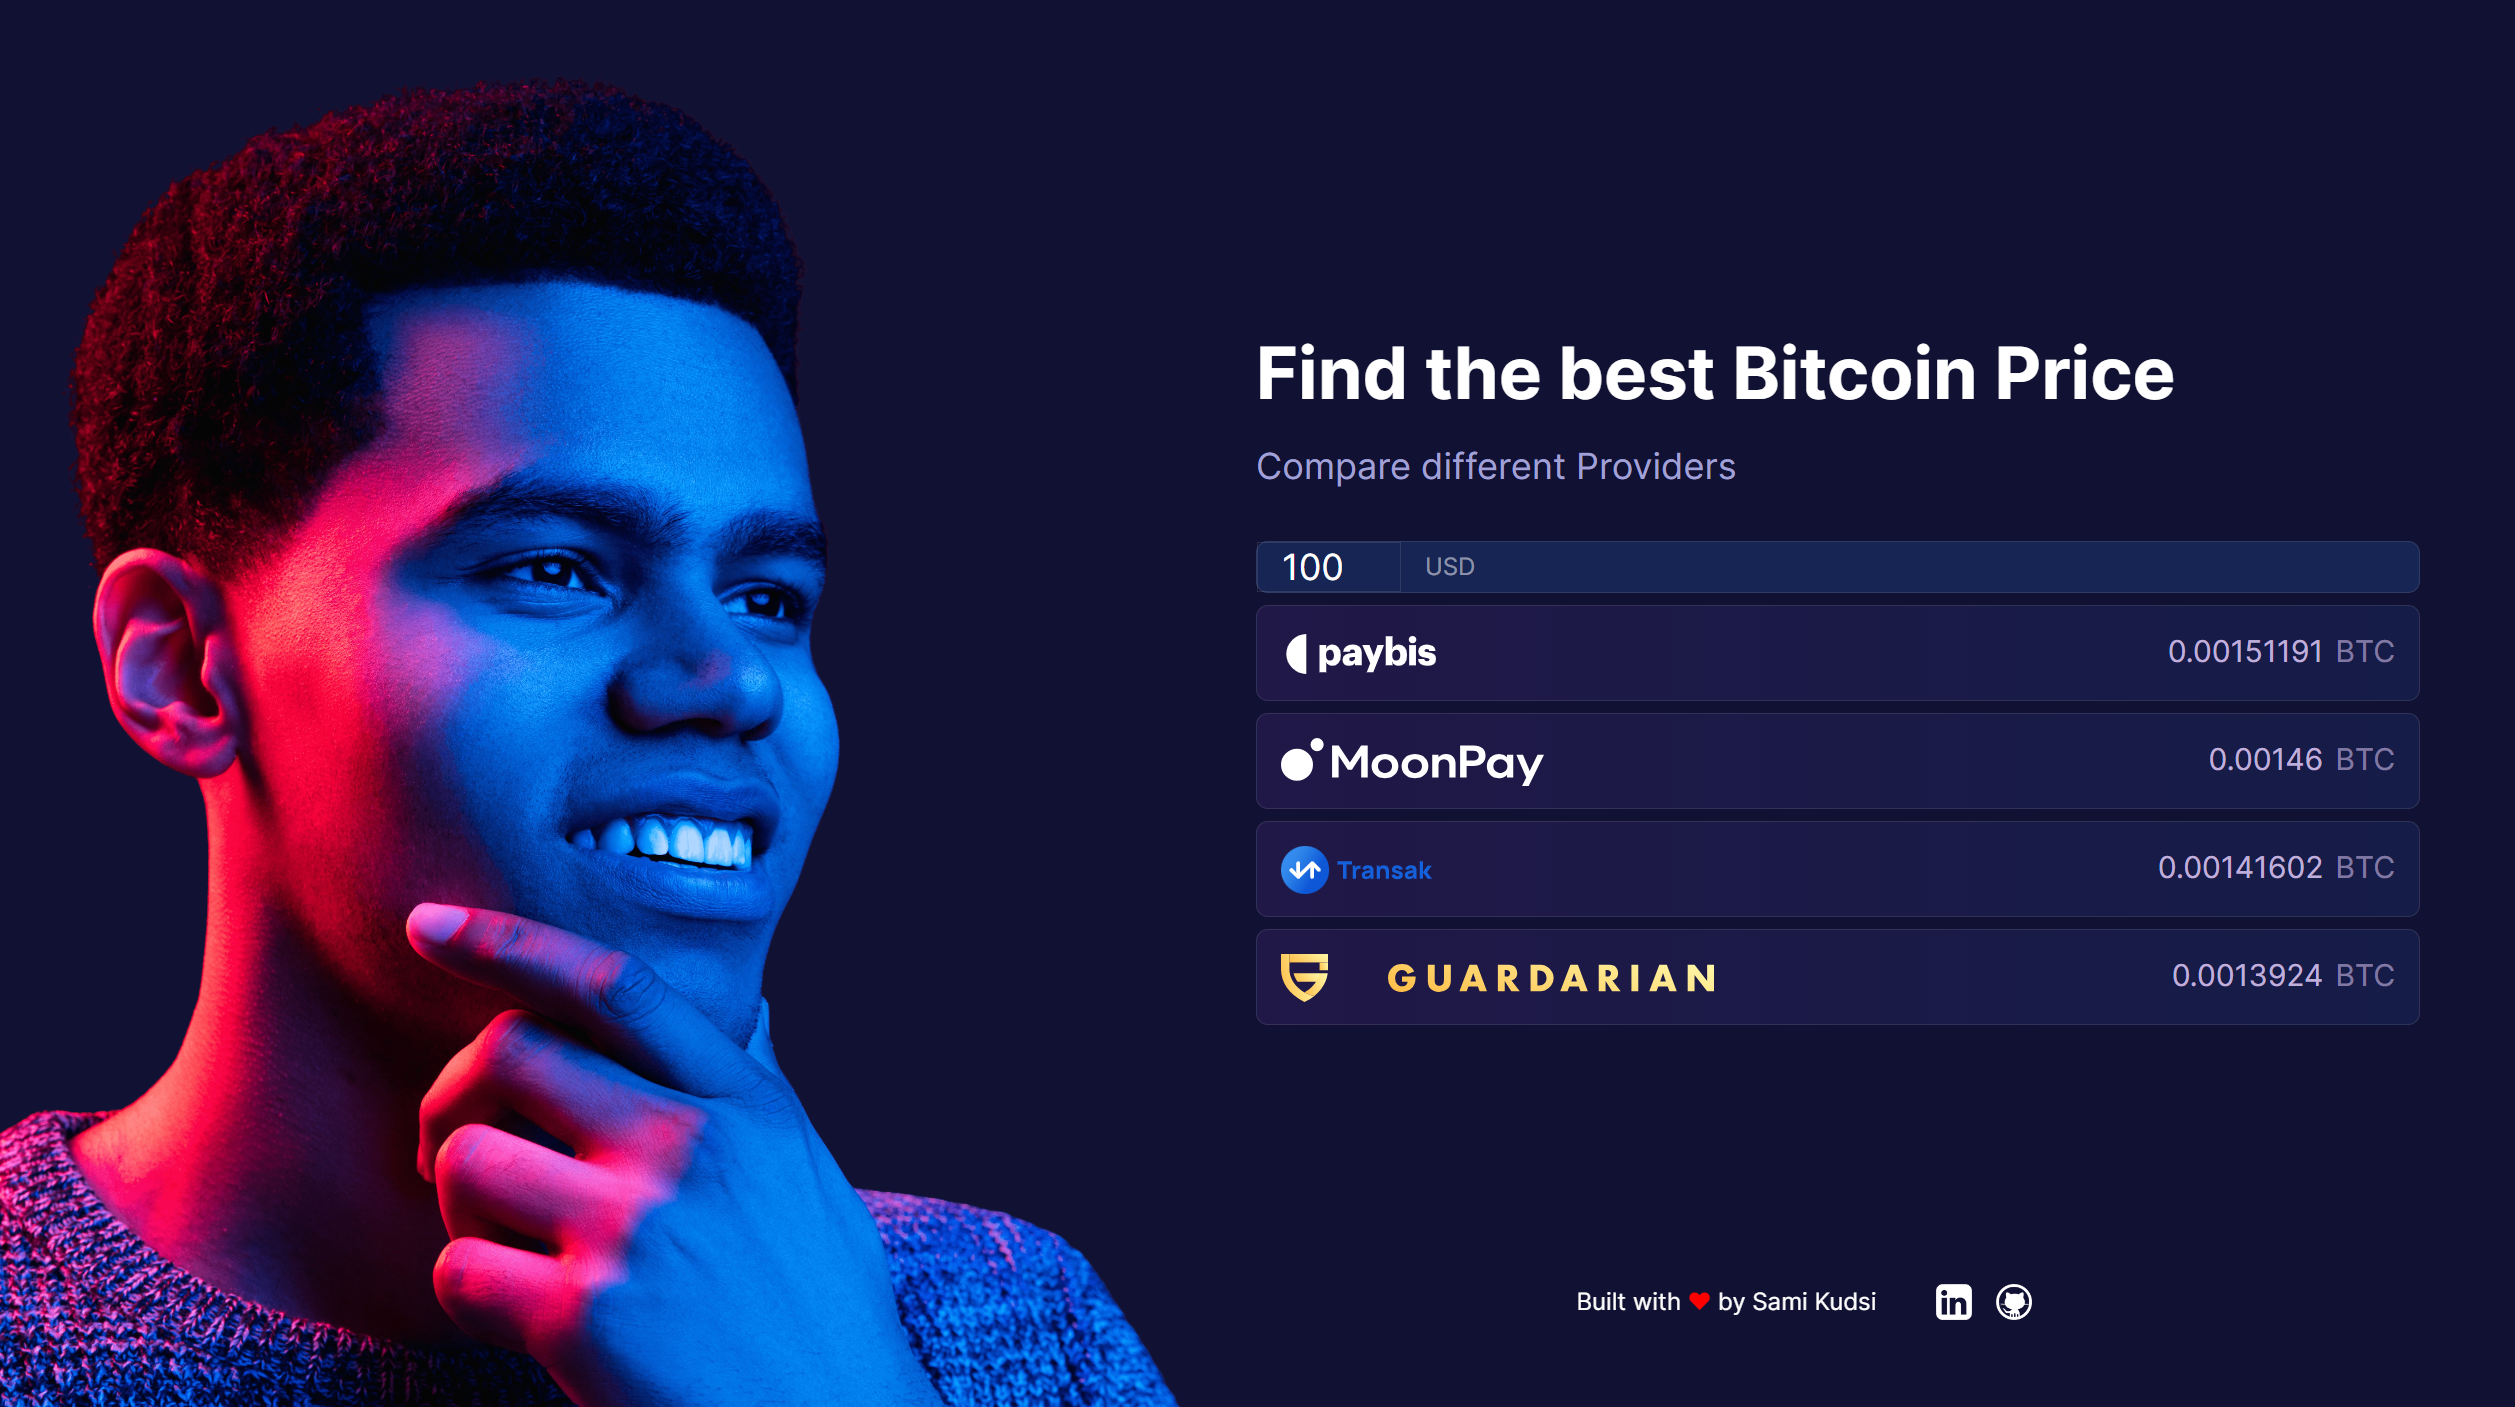 Find the best Bitcoin Price
Compare different Providers
100 USD
paybis 0.00151191 BTC
MoonPay 0.00146 BTC
Transak 0.00141602 BTC
GUARDARIAN 0.0013924 BTC
Built with ❤ by Sami Kudsi in